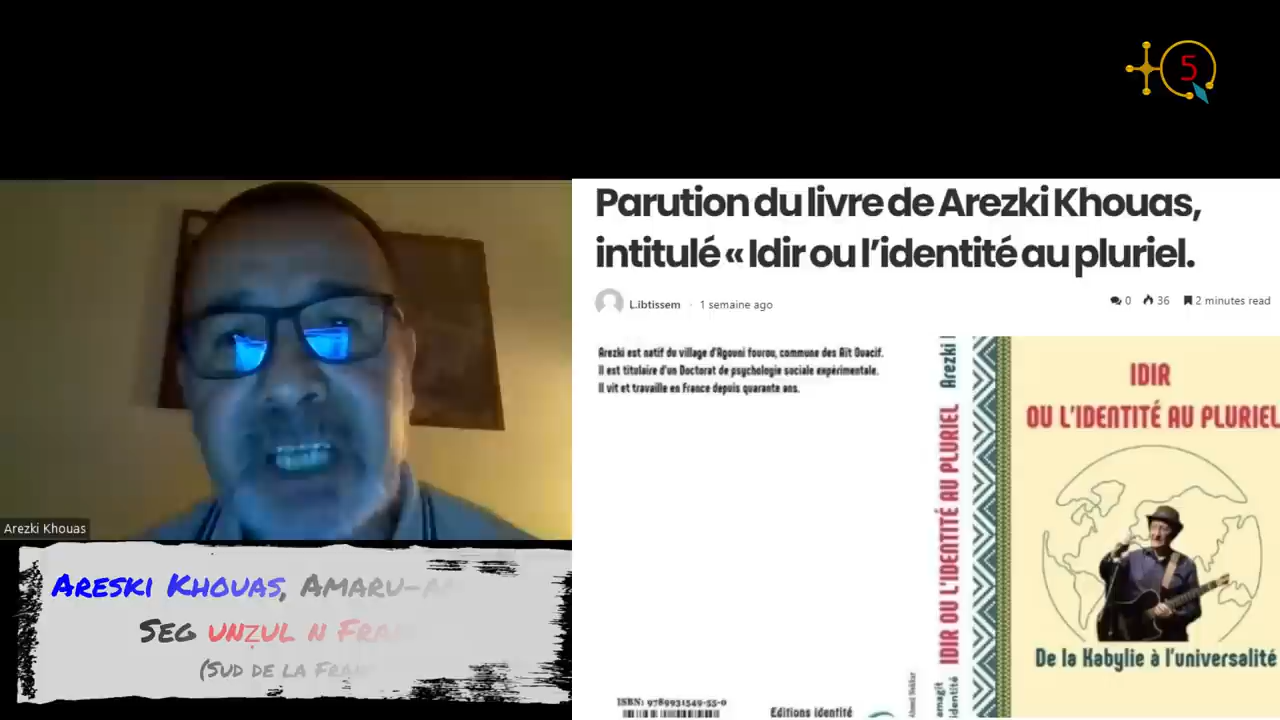 5
Parution du livre de Arezki Khouas,
intitulé « Idir ou l’identité au pluriel.
L.ibtissem · 1 semaine ago
0 36 2 minutes read
Arezki est natif du village d'Agouni fourou, commune des Aït Ouacif.
Il est titulaire d'un Doctorat de psychologie sociale expérimentale.
Il vit et travaille en France depuis quarante ans.
ISBN: 9789931549-55-0
Editions identité
IDIR OU L'IDENTITÉ AU PLURIEL
Arezki
IDIR
OU L'IDENTITÉ AU PLURIEL
De la Kabylie à l'universalité
Arezki Khouas
Areski Khouas, Amaru-
Seg unẓul n Fran
(Sud de la Fran